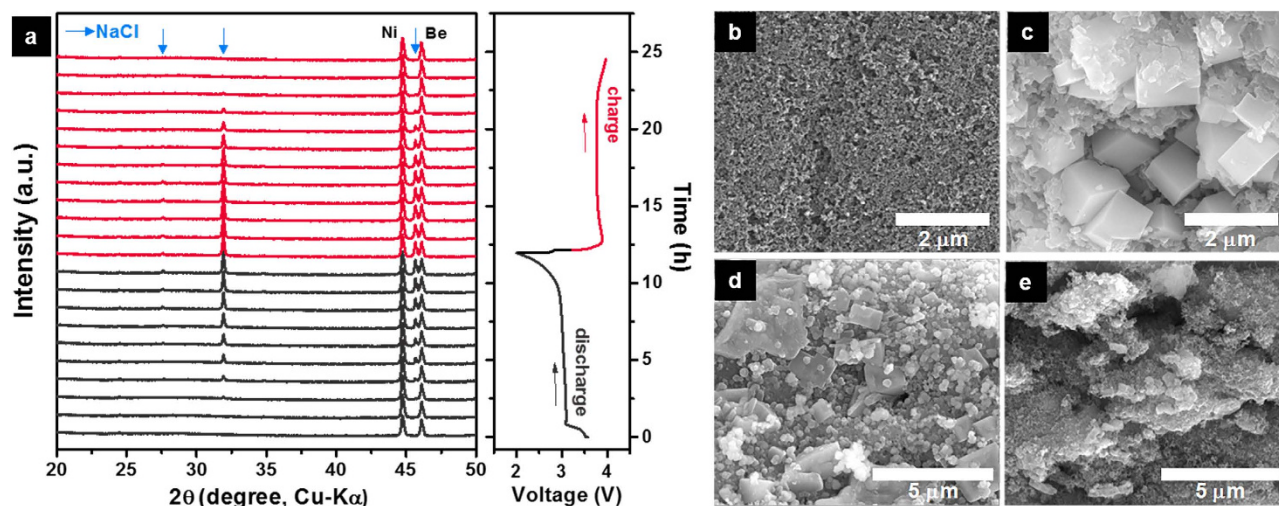 a
→NaCl
Ni
Be
Intensity (a.u.)
20 25 30 35 40 45 50
2θ (degree, Cu-Kα)
charge
discharge
25
20
15
10
5
0
Time (h)
2 3 4
Voltage (V)
b
2 μm
c
2 μm
d
5 μm
e
5 μm